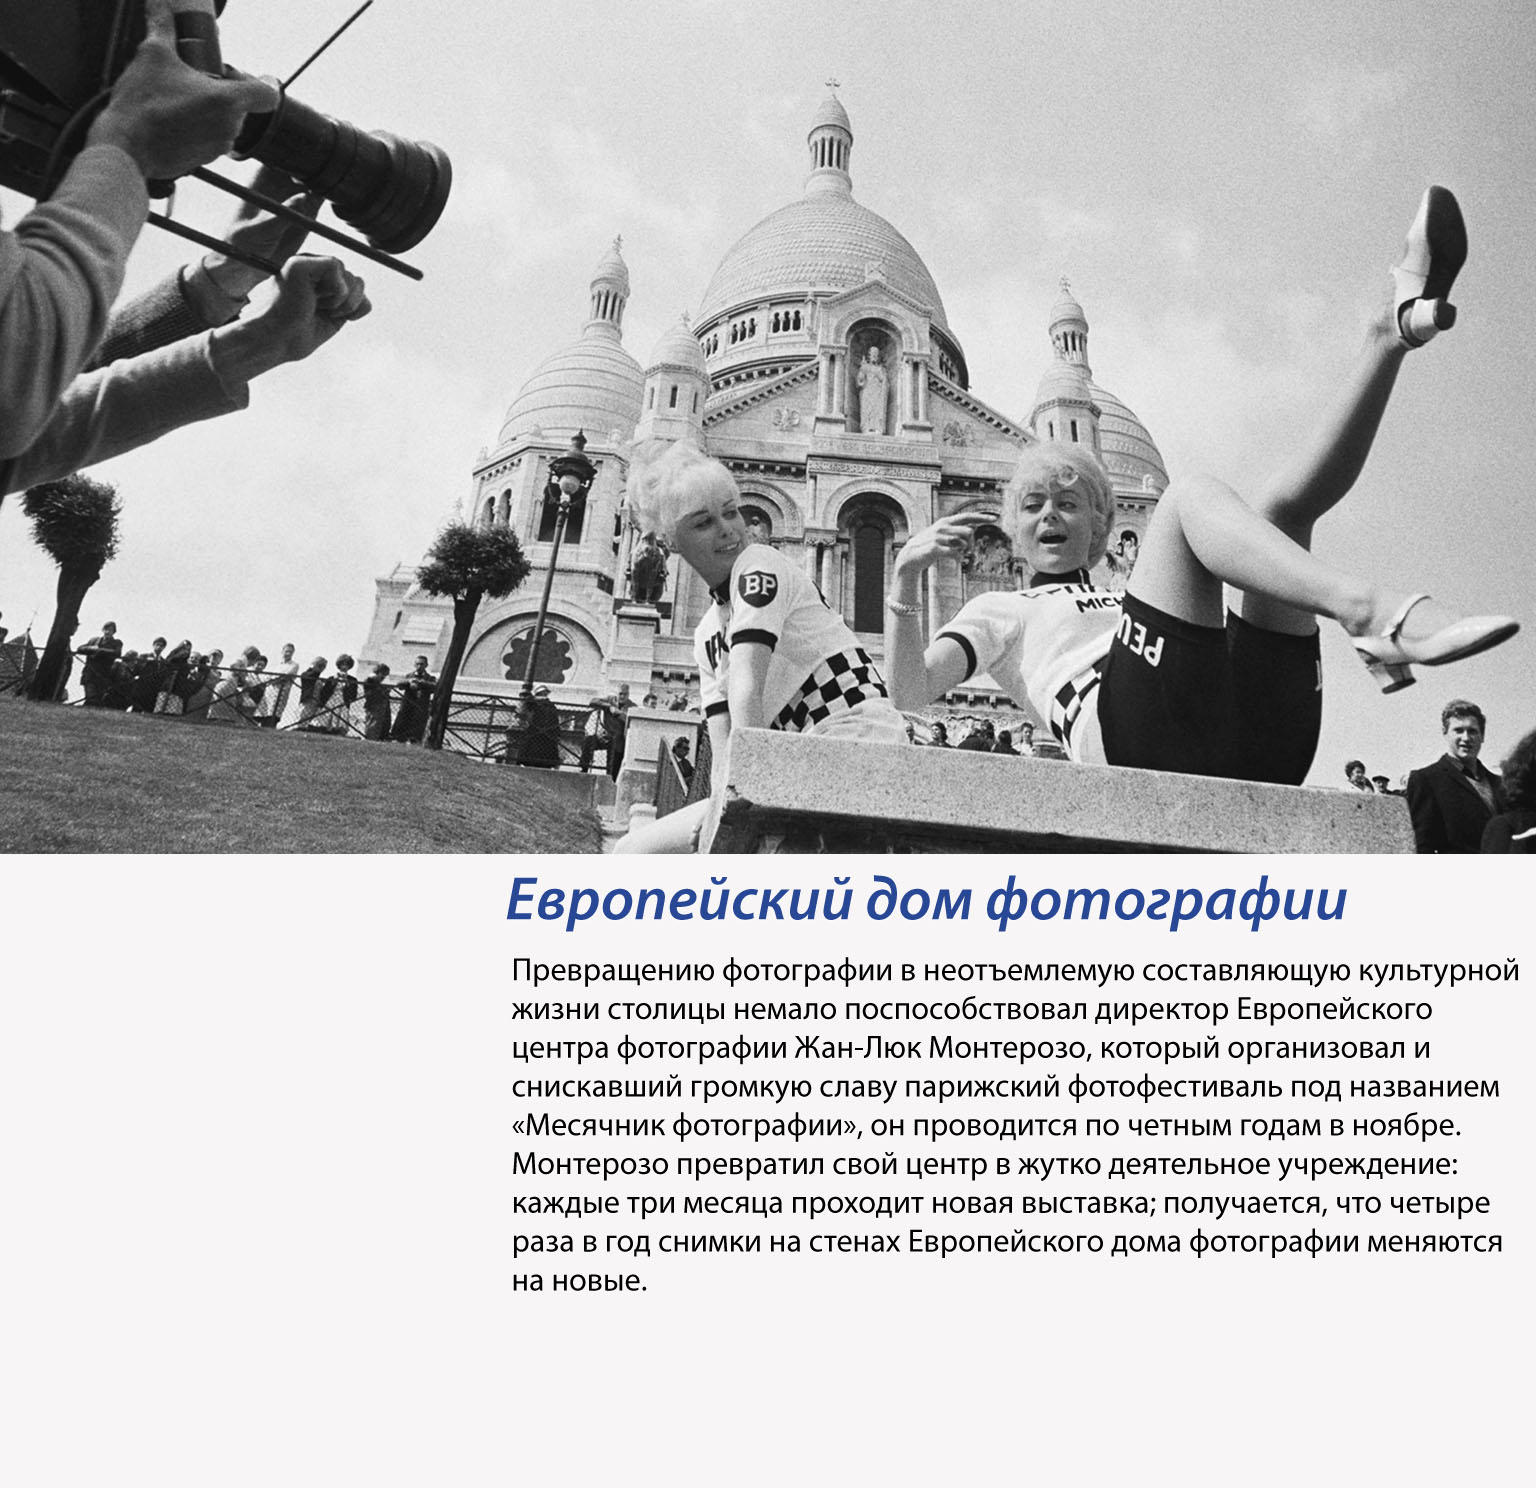 BP
MICH
PEU
Европейский дом фотографии
Превращению фотографии в неотъемлемую составляющую культурной
жизни столицы немало поспособствовал директор Европейского
центра фотографии Жан-Люк Монтерозо, который организовал и
снискавший громкую славу парижский фотофестиваль под названием
«Месячник фотографии», он проводится по четным годам в ноябре.
Монтерозо превратил свой центр в жутко деятельное учреждение:
каждые три месяца проходит новая выставка; получается, что четыре
раза в год снимки на стенах Европейского дома фотографии меняются
на новые.